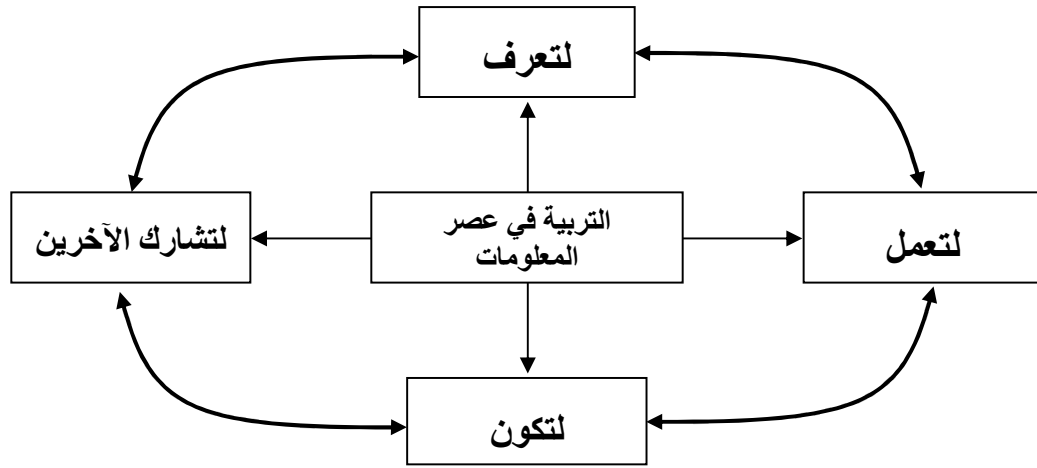 لتعرف
لتعمل
التربية في عصر
المعلومات
لتشارك الآخرين
لتكون